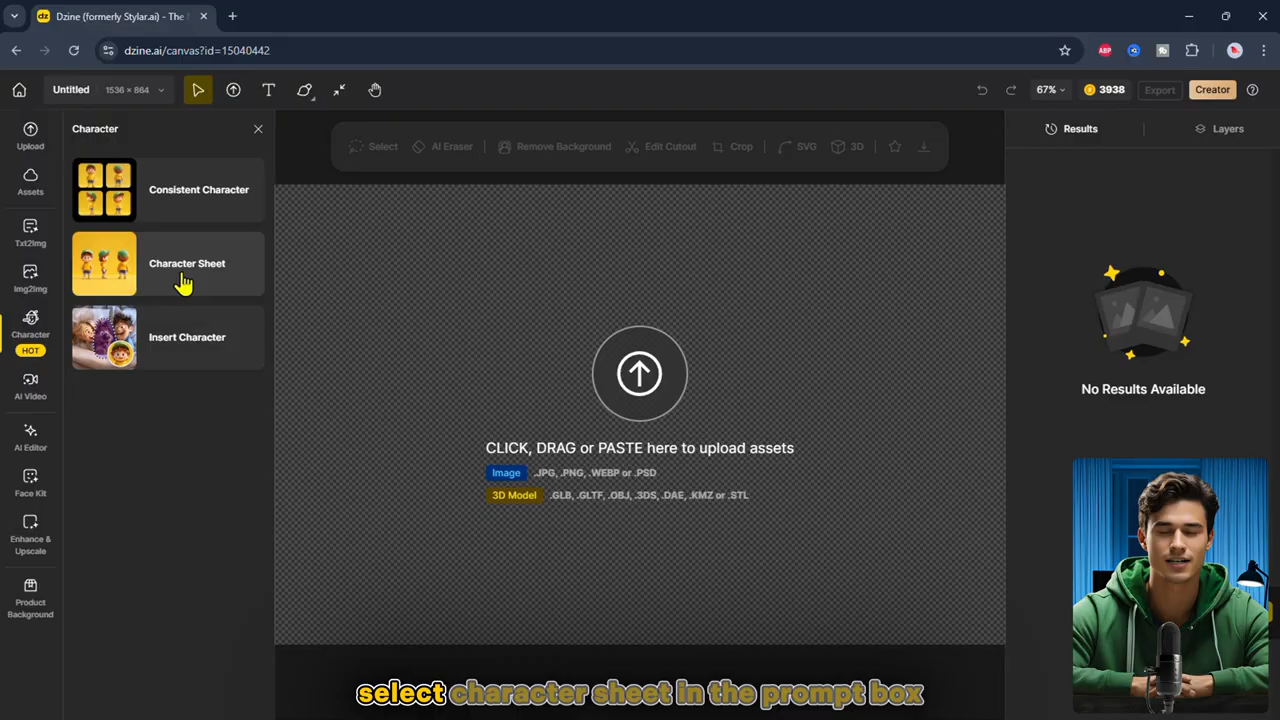 Dzine (formerly Stylar.ai) - The M
dzine.ai/canvas?id=15040442
ABP
Untitled
1536 × 864
T
67%
3938
Export
Creator
Upload
Assets
Txt2Img
Img2Img
Character
HOT
AI Video
AI Editor
Face Kit
Enhance &
Upscale
Product
Background
Character
Consistent Character
Character Sheet
Insert Character
Select
AI Eraser
Remove Background
Edit Cutout
Crop
SVG
3D
CLICK, DRAG or PASTE here to upload assets
Image .JPG, .PNG, .WEBP or .PSD
3D Model .GLB, .GLTF, .OBJ, .3DS, .DAE, .KMZ or .STL
Results
Layers
No Results Available
select character sheet in the prompt box